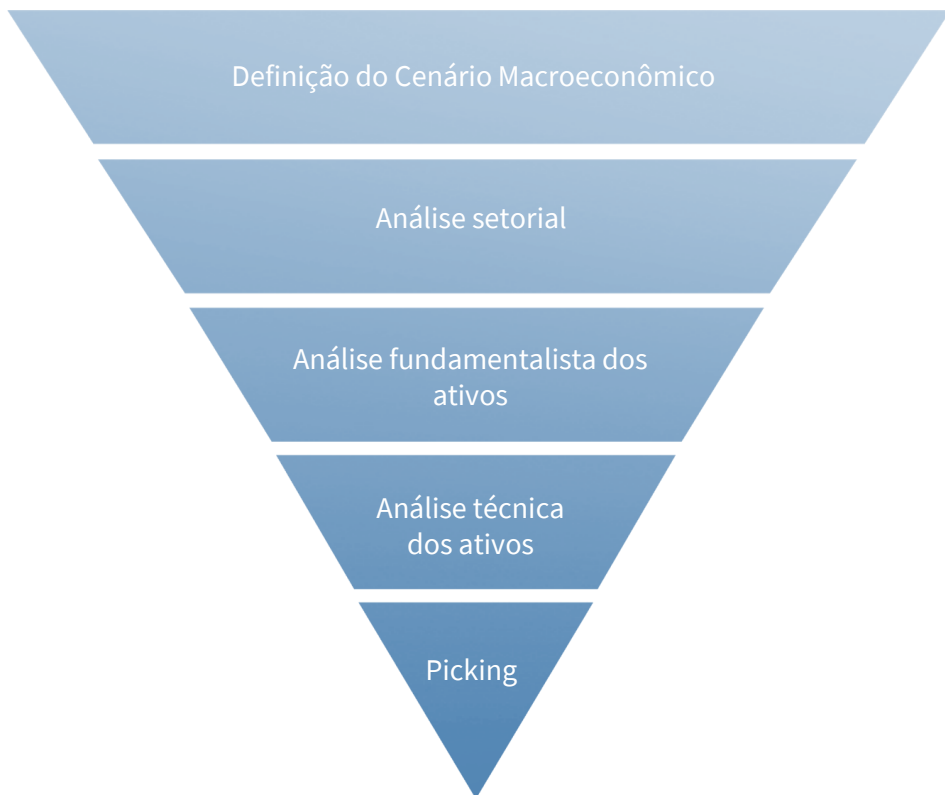 Definição do Cenário Macroeconômico
Análise setorial
Análise fundamentalista dos
ativos
Análise técnica
dos ativos
Picking